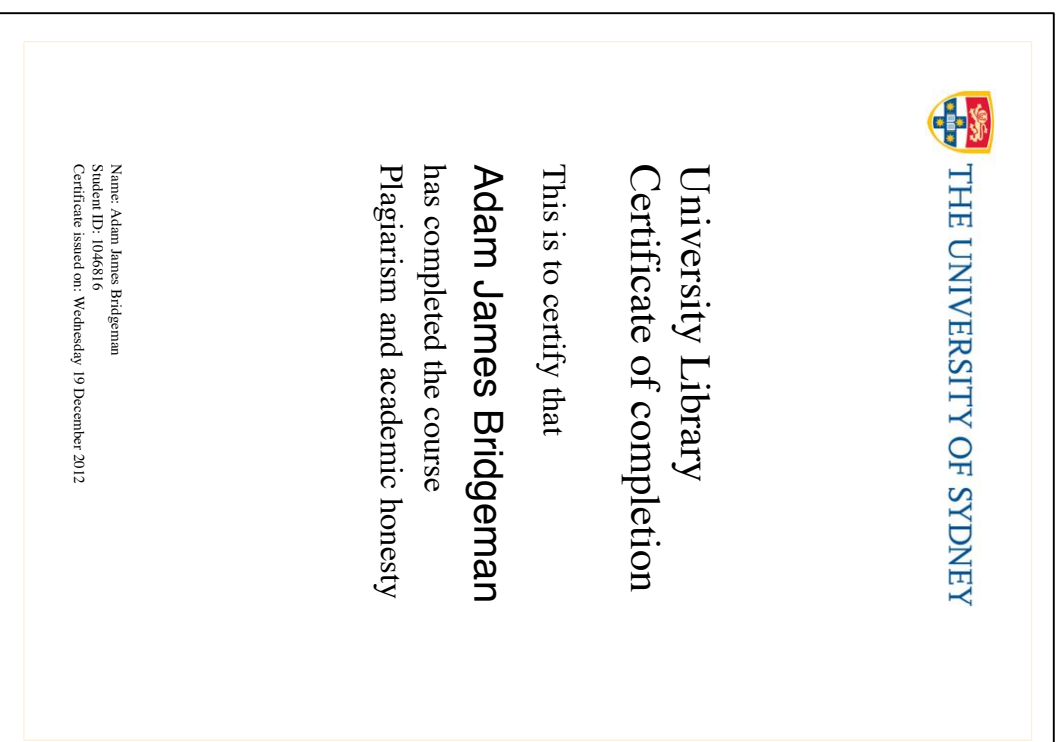 THE UNIVERSITY OF SYDNEY
University Library
Certificate of completion
This is to certify that
Adam James Bridgeman
has completed the course
Plagiarism and academic honesty
Name: Adam James Bridgeman
Student ID: 1046816
Certificate issued on: Wednesday 19 December 2012